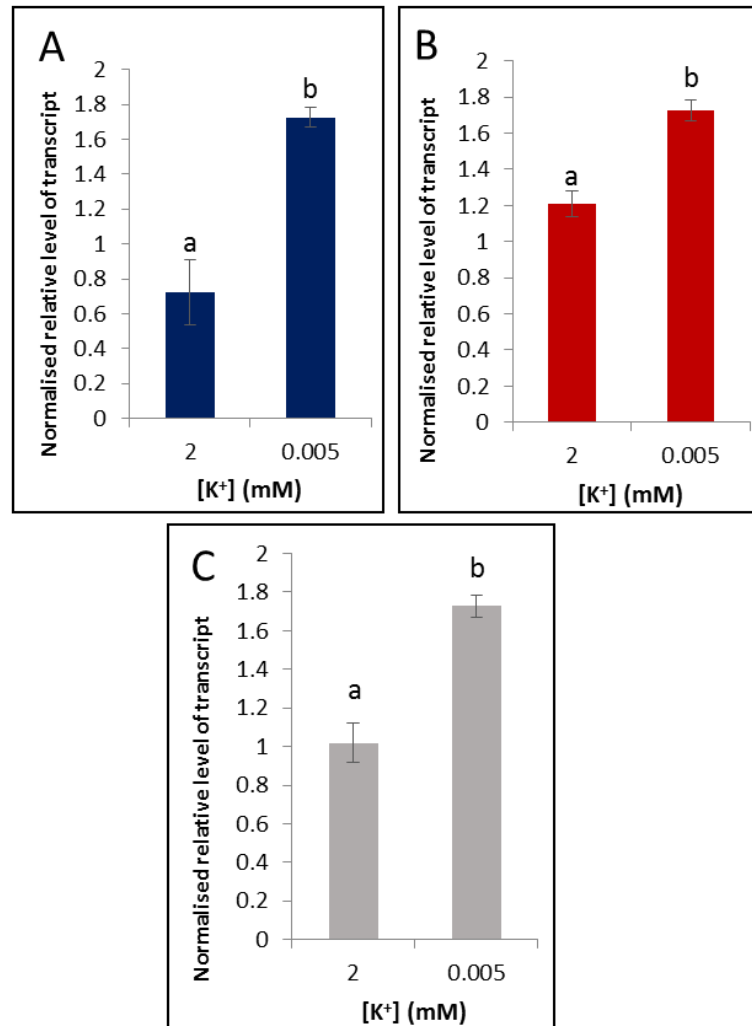 A
Normalised relative level of transcript
2
1.8
1.6
1.4
1.2
1
0.8
0.6
0.4
0.2
0
a
b
2
0.005
[K⁺] (mM)
B
Normalised relative level of transcript
2
1.8
1.6
1.4
1.2
1
0.8
0.6
0.4
0.2
0
a
b
2
0.005
[K⁺] (mM)
C
Normalised relative level of transcript
2
1.8
1.6
1.4
1.2
1
0.8
0.6
0.4
0.2
0
a
b
2
0.005
[K⁺] (mM)